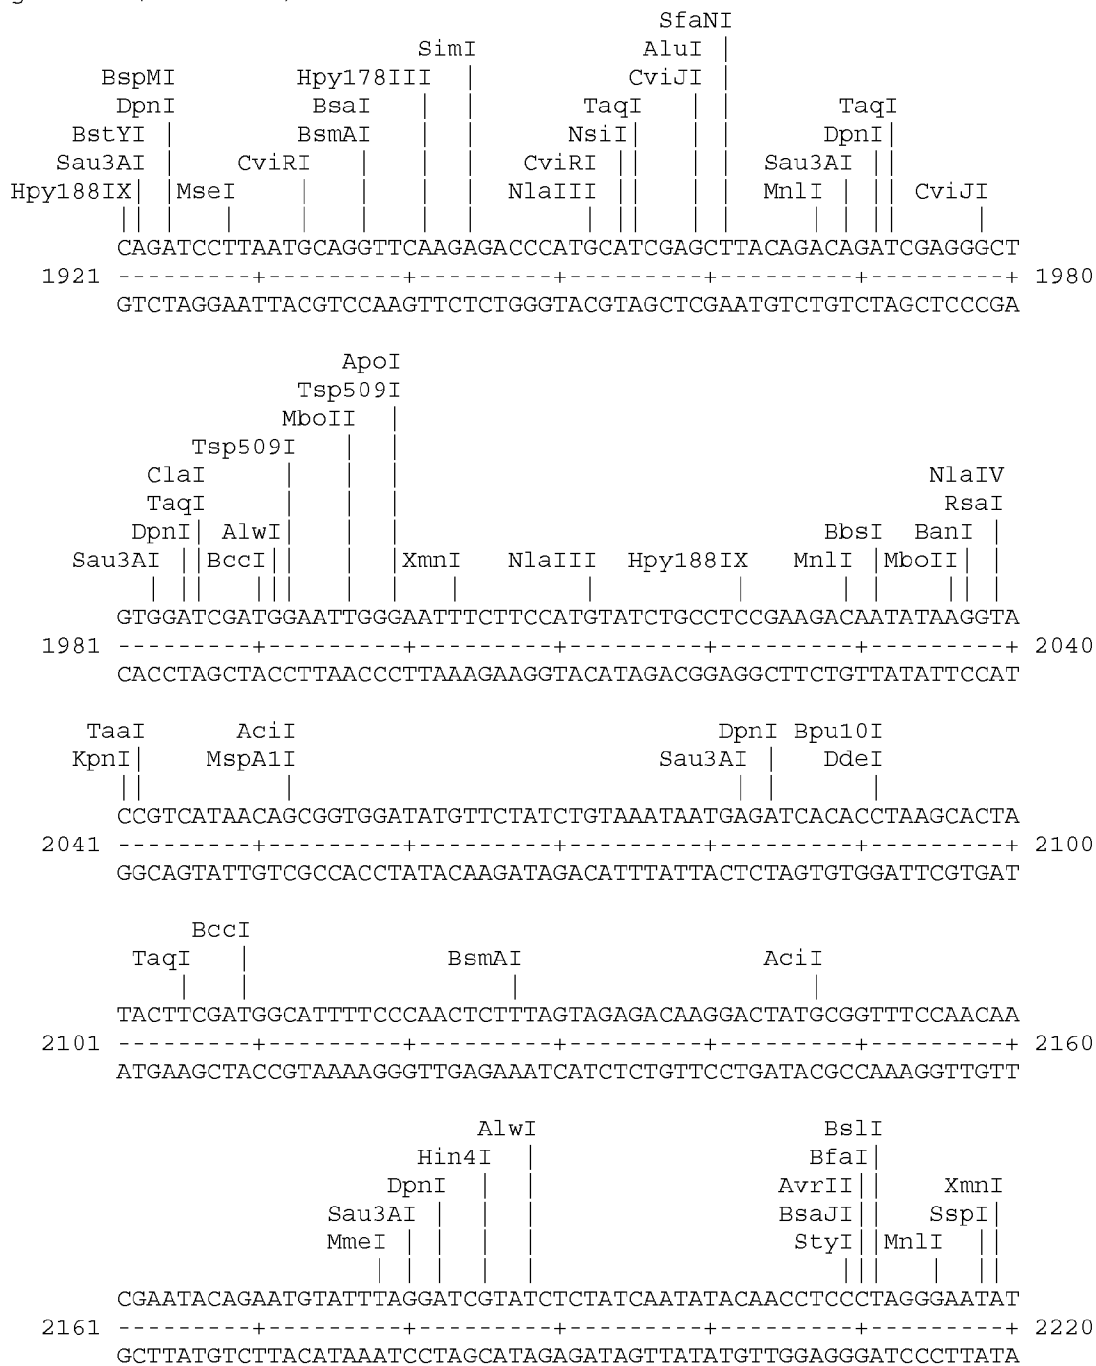 SfaNI
SimI AluI |
BspMI Hpy178III | CviJI | |
DpnI | BsaI | | TaqI | | TaqI
BstYI | BsmAI | | NsiI|| | | DpnI||
Sau3AI | CviRI | | | CviRI ||| | | Sau3AI |||
Hpy188IX| |MseI | | | | NlaIII ||| | | MnlI | || CviJI
|| | | | | | | | || | | | | || |
CAGATCCTTAATGCAGGTTCAAGAGACCCATGCATCGAGCTTACAGACAGATCGAGGGCT
1921 ---------+---------+---------+---------+---------+---------+ 1980
GTCTAGGAATTACGTCCAAGTTCTCTGGGTACGTAGCTCGAATGTCTGTCTAGCTCCCGA
ApoI
Tsp509I
MboII |
Tsp509I | |
ClaI | | | NlaIV
TaqI | | | RsaI
DpnI| AlwI| | | BbsI BanI |
Sau3AI ||BccI|| | |XmnI NlaIII Hpy188IX MnlI |MboII| |
| || ||| | | | | | | | || |
GTGGATCGATGGAATTGGGAATTTCTTCCATGTATCTGCCTCCGAAGACAATATAAGGTA
1981 ---------+---------+---------+---------+---------+---------+ 2040
CACCTAGCTACCTTAACCCTTAAAGAAGGTACATAGACGGAGGCTTCTGTTATATTCCAT
TaaI AciI DpnI Bpu10I
KpnI| MspA1I Sau3AI | DdeI
|| | | | |
CCGTCATAACAGCGGTGGATATGTTCTATCTGTAAATAATGAGATCACACCTAAGCACTA
2041 ---------+---------+---------+---------+---------+---------+ 2100
GGCAGTATTGTCGCCACCTATACAAGATAGACATTTATTACTCTAGTGTGGATTCGTGAT
BccI
TaqI | BsmAI AciI
| | | |
TACTTCGATGGCATTTTCCCAACTCTTTAGTAGAGACAAGGACTATGCGGTTTCCAACAA
2101 ---------+---------+---------+---------+---------+---------+ 2160
ATGAAGCTACCGTAAAAGGGTTGAGAAATCATCTCTGTTCCTGATACGCCAAAGGTTGTT
AlwI BslI
Hin4I | BfaI|
DpnI | | AvrII|| XmnI
Sau3AI | | | BsaJI|| SspI|
MmeI | | | | StyI||MnlI ||
| | | | | ||| | ||
CGAATACAGAATGTATTTAGGATCGTATCTCTATCAATATACAACCTCCCTAGGGAATAT
2161 ---------+---------+---------+---------+---------+---------+ 2220
GCTTATGTCTTACATAAATCCTAGCATAGAGATAGTTATATGTTGGAGGGATCCCTTATA